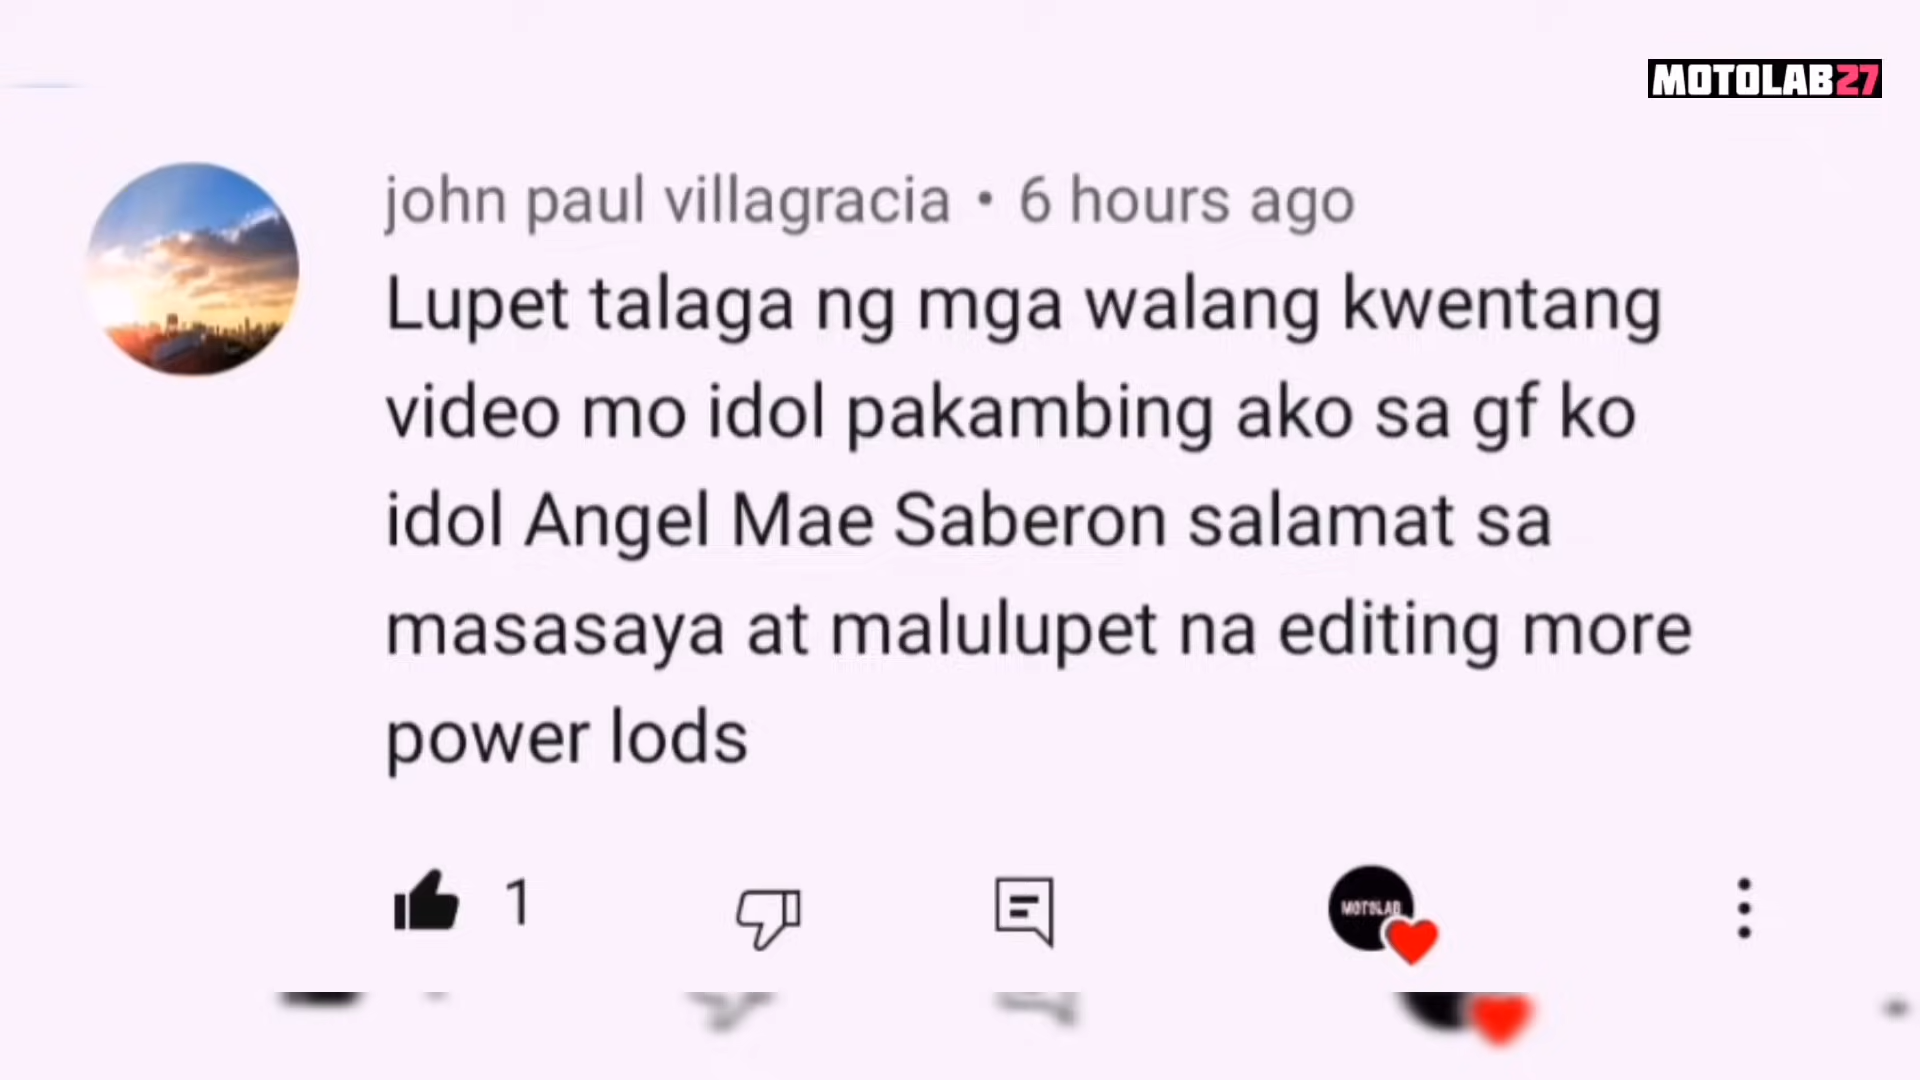 MOTOLAB27
john paul villagracia • 6 hours ago
Lupet talaga ng mga walang kwentang
video mo idol pakambing ako sa gf ko
idol Angel Mae Saberon salamat sa
masasaya at malulupet na editing more
power lods
1
MOTOLAB